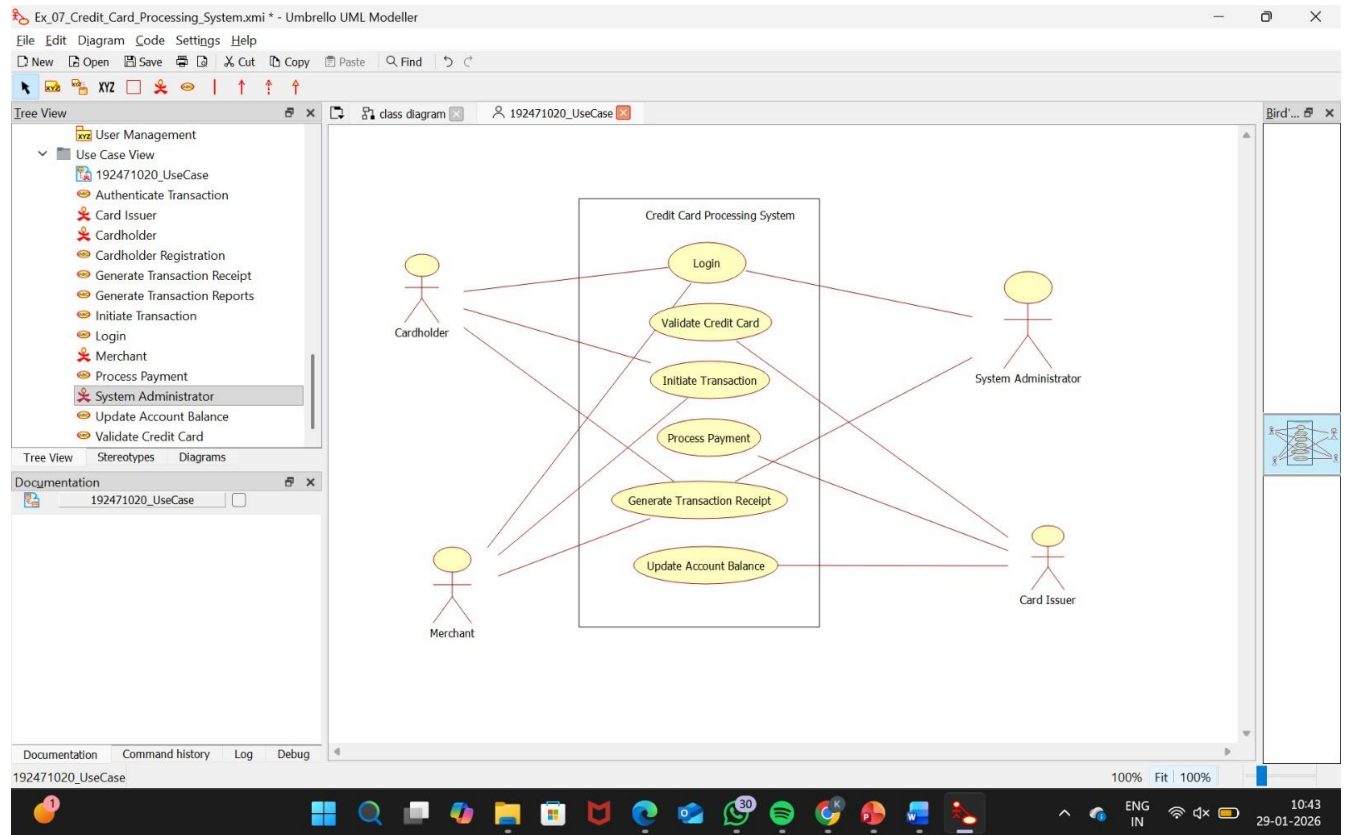 Ex_07_Credit_Card_Processing_System.xmi * - Umbrello UML Modeller
File Edit Diagram Code Settings Help
New Open Save Cut Copy Paste Find
XYZ
Tree View
class diagram
192471020_UseCase
Bird'...
User Management
Use Case View
192471020_UseCase
Authenticate Transaction
Card Issuer
Cardholder
Cardholder Registration
Generate Transaction Receipt
Generate Transaction Reports
Initiate Transaction
Login
Merchant
Process Payment
System Administrator
Update Account Balance
Validate Credit Card
Tree View Stereotypes Diagrams
Documentation
192471020_UseCase
Credit Card Processing System
Login
Validate Credit Card
Initiate Transaction
Process Payment
Generate Transaction Receipt
Update Account Balance
Cardholder
Merchant
System Administrator
Card Issuer
Documentation Command history Log Debug
192471020_UseCase
100% Fit 100%
1
30
K
ENG
IN
10:43
29-01-2026